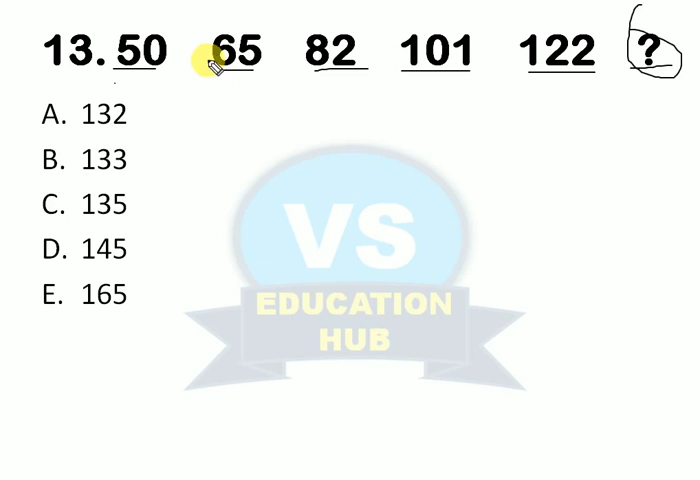 13. 50 65 82 101 122 ?
A. 132
B. 133
C. 135
D. 145
E. 165
VS
EDUCATION
HUB